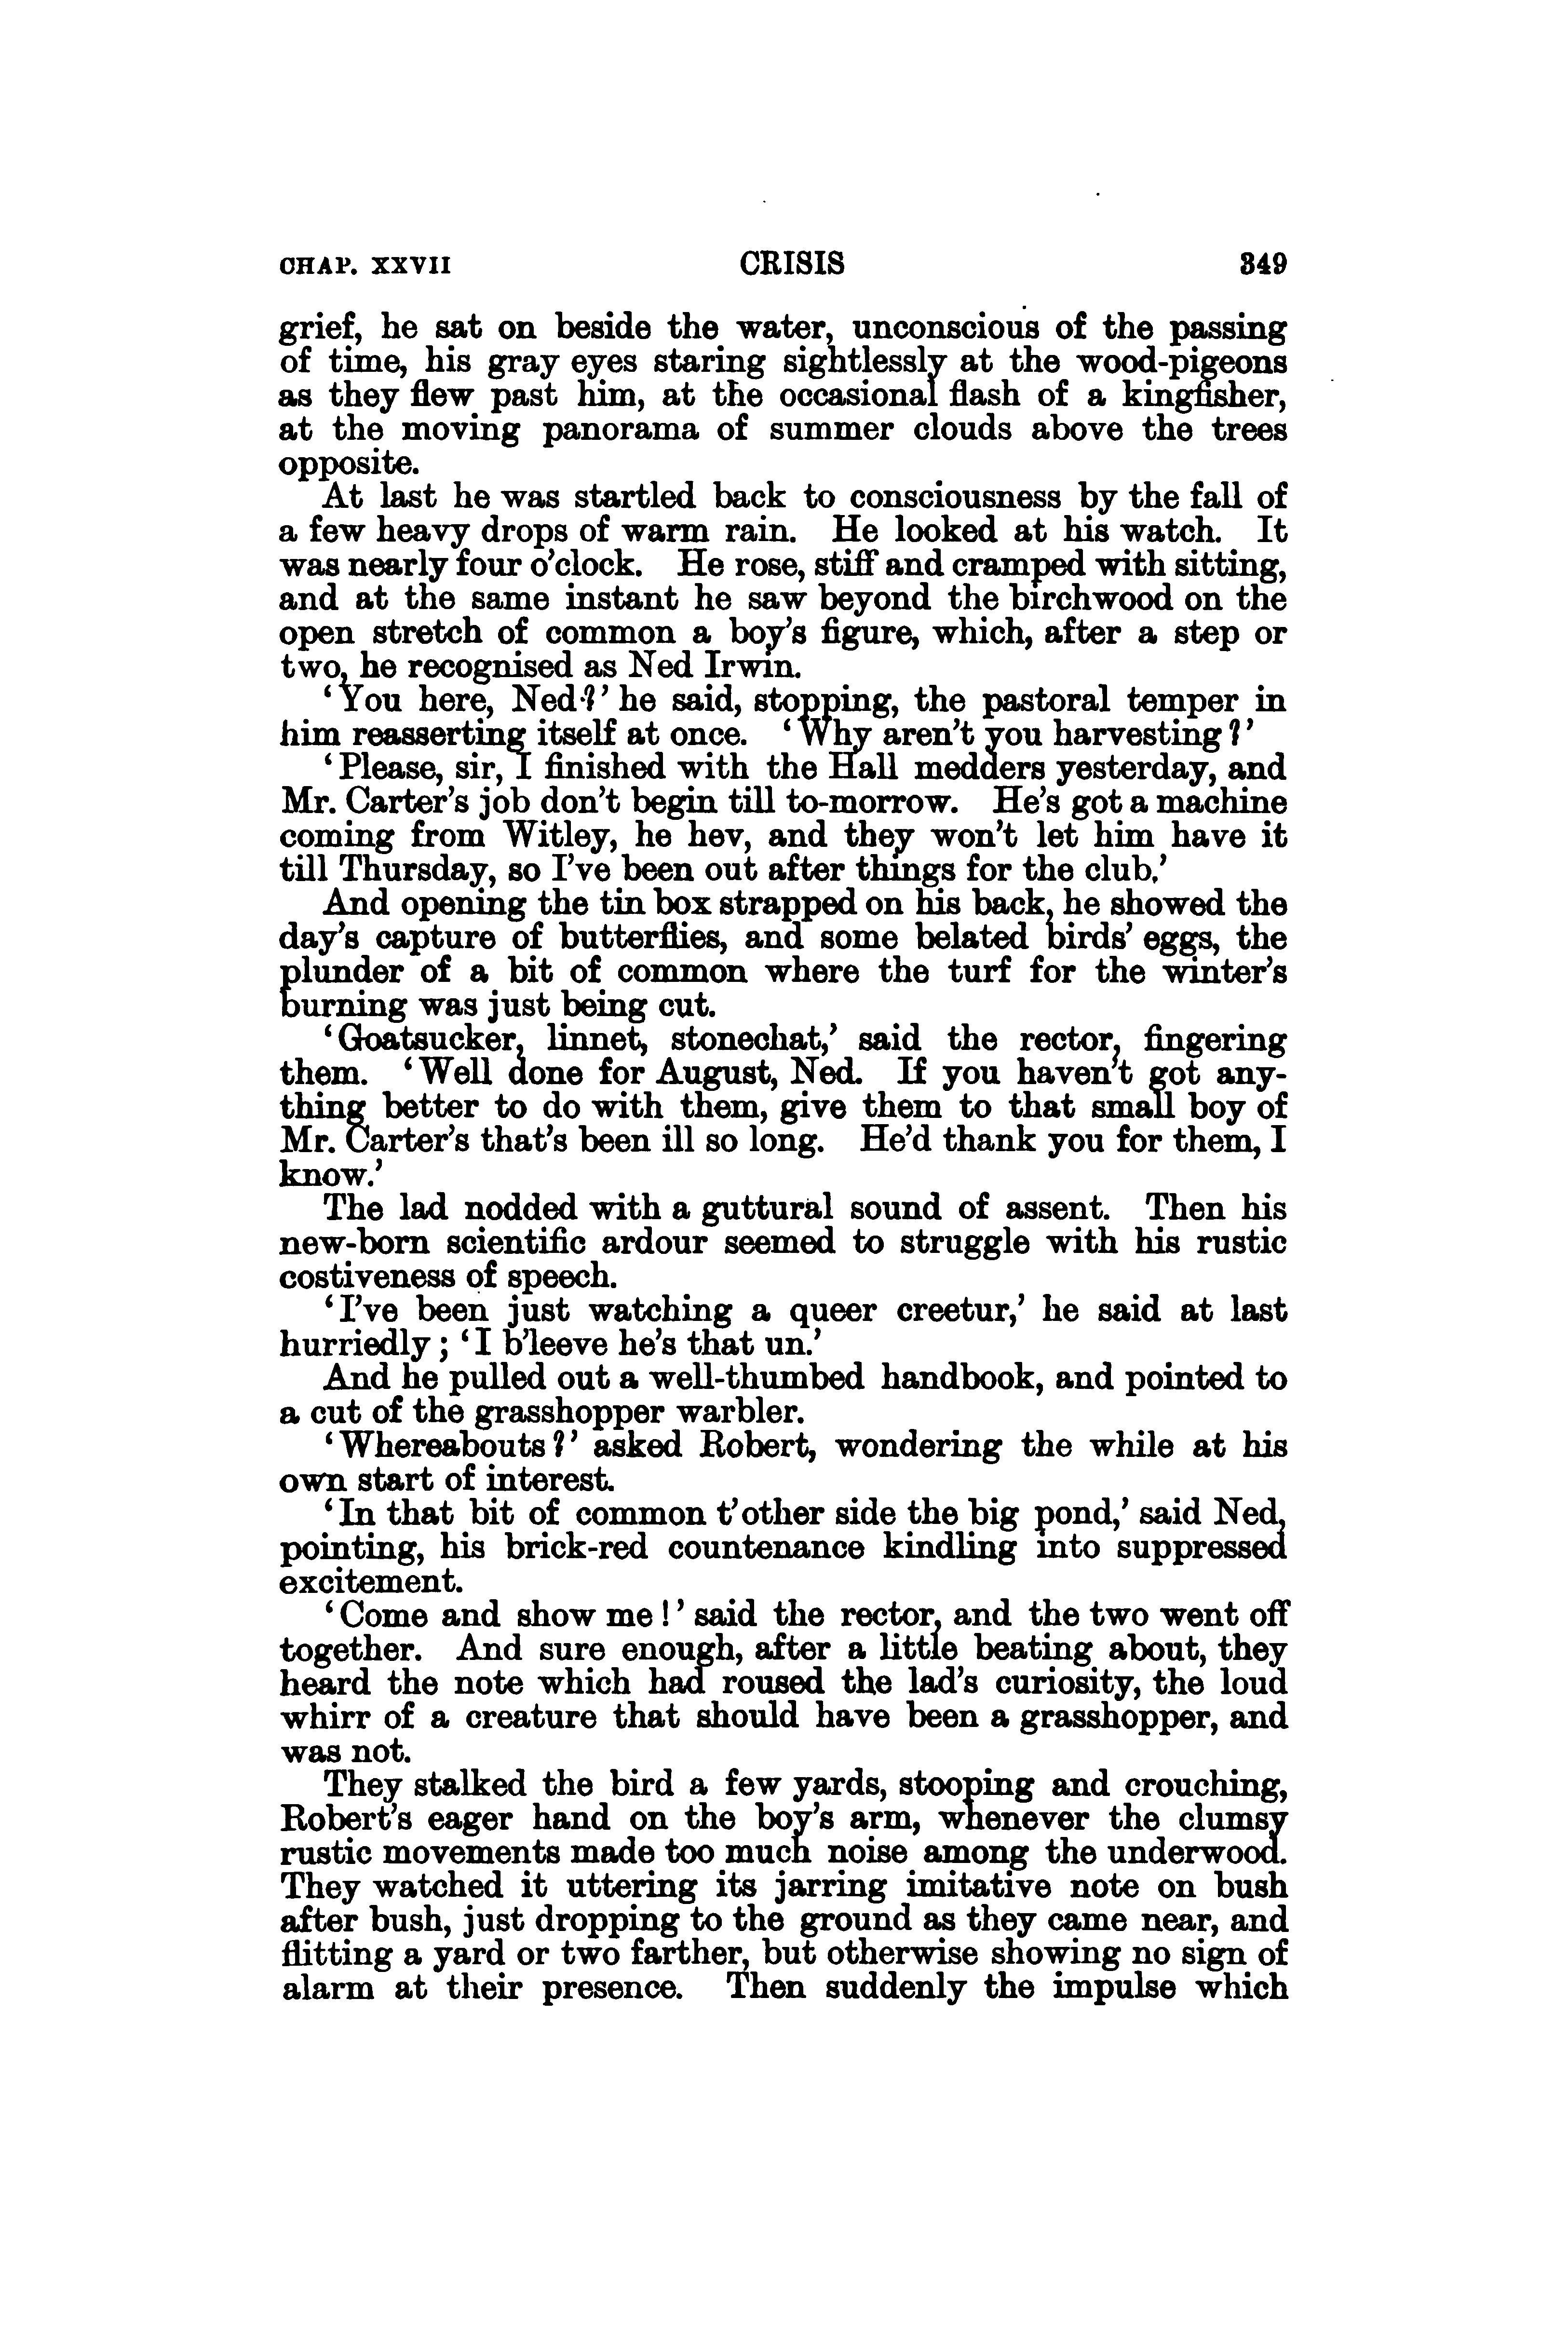 CHAP. XXVII CRISIS 349
grief, he sat on beside the water, unconscious of the passing
of time, his gray eyes staring sightlessly at the wood-pigeons
as they flew past him, at the occasional flash of a kingfisher,
at the moving panorama of summer clouds above the trees
opposite.
At last he was startled back to consciousness by the fall of
a few heavy drops of warm rain. He looked at his watch. It
was nearly four o'clock. He rose, stiff and cramped with sitting,
and at the same instant he saw beyond the birchwood on the
open stretch of common a boy's figure, which, after a step or
two, he recognised as Ned Irwin.
‘You here, Ned?’ he said, stopping, the pastoral temper in
him reasserting itself at once. ‘Why aren't you harvesting?’
‘Please, sir, I finished with the Hall medders yesterday, and
Mr. Carter's job don't begin till to-morrow. He's got a machine
coming from Witley, he hev, and they won't let him have it
till Thursday, so I've been out after things for the club.’
And opening the tin box strapped on his back, he showed the
day's capture of butterflies, and some belated birds' eggs, the
plunder of a bit of common where the turf for the winter's
burning was just being cut.
‘Goatsucker, linnet, stonechat,’ said the rector, fingering
them. ‘Well done for August, Ned. If you haven't got any-
thing better to do with them, give them to that small boy of
Mr. Carter's that's been ill so long. He'd thank you for them, I
know.’
The lad nodded with a guttural sound of assent. Then his
new-born scientific ardour seemed to struggle with his rustic
costiveness of speech.
‘I've been just watching a queer creetur,’ he said at last
hurriedly; ‘I b'leeve he's that un.’
And he pulled out a well-thumbed handbook, and pointed to
a cut of the grasshopper warbler.
‘Whereabouts?’ asked Robert, wondering the while at his
own start of interest.
‘In that bit of common t'other side the big pond,’ said Ned,
pointing, his brick-red countenance kindling into suppressed
excitement.
‘Come and show me!’ said the rector, and the two went off
together. And sure enough, after a little beating about, they
heard the note which had roused the lad's curiosity, the loud
whirr of a creature that should have been a grasshopper, and
was not.
They stalked the bird a few yards, stooping and crouching,
Robert's eager hand on the boy's arm, whenever the clumsy
rustic movements made too much noise among the underwood.
They watched it uttering its jarring imitative note on bush
after bush, just dropping to the ground as they came near, and
flitting a yard or two farther, but otherwise showing no sign of
alarm at their presence. Then suddenly the impulse which